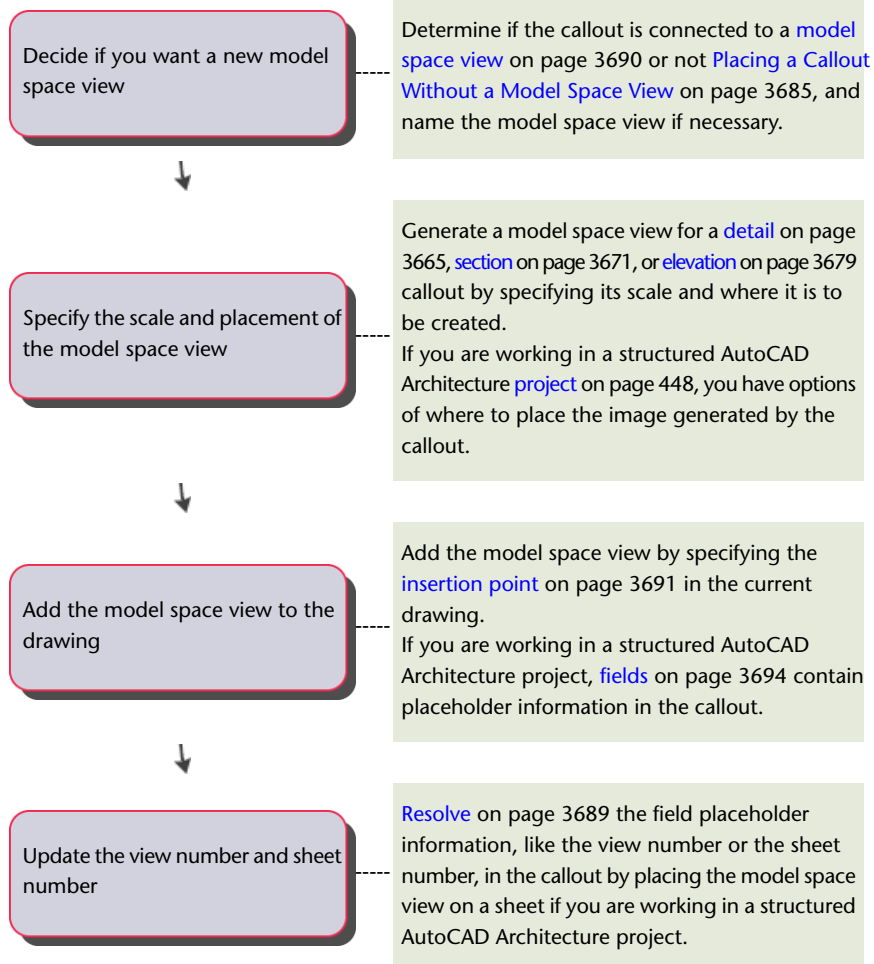 Decide if you want a new model
space view
Determine if the callout is connected to a model
space view on page 3690 or not Placing a Callout
Without a Model Space View on page 3685, and
name the model space view if necessary.
Specify the scale and placement of
the model space view
Generate a model space view for a detail on page
3665, section on page 3671, or elevation on page 3679
callout by specifying its scale and where it is to
be created.
If you are working in a structured AutoCAD
Architecture project on page 448, you have options
of where to place the image generated by the
callout.
Add the model space view to the
drawing
Add the model space view by specifying the
insertion point on page 3691 in the current
drawing.
If you are working in a structured AutoCAD
Architecture project, fields on page 3694 contain
placeholder information in the callout.
Update the view number and sheet
number
Resolve on page 3689 the field placeholder
information, like the view number or the sheet
number, in the callout by placing the model space
view on a sheet if you are working in a structured
AutoCAD Architecture project.